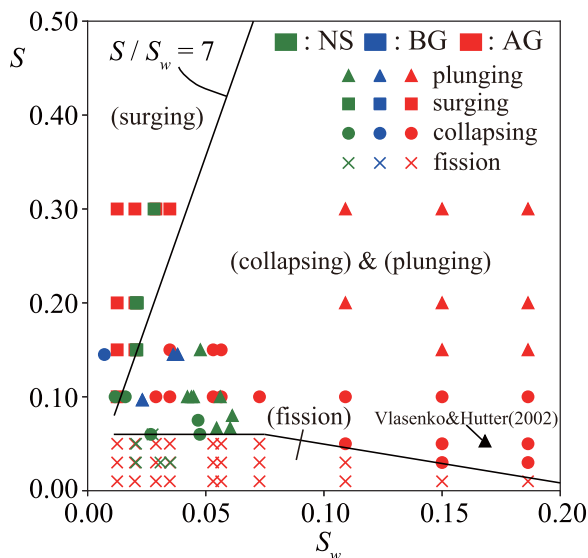 0.50
S
S / S_w = 7
: NS : BG : AG
plunging
surging
collapsing
fission
(surging)
0.40
0.30
(collapsing) & (plunging)
0.20
0.10
(fission)
Vlasenko&Hutter(2002)
0.00
0.00 0.05 0.10 0.15 0.20
S_w